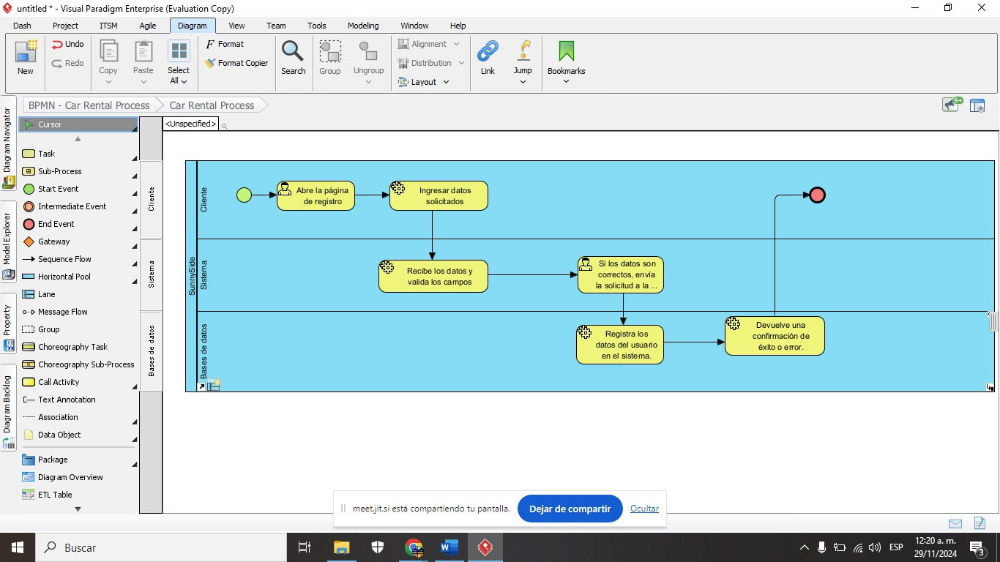 untitled * - Visual Paradigm Enterprise (Evaluation Copy)
Dash Project ITSM Agile Diagram View Team Tools Modeling Window Help
New
Undo
Redo
Copy
Paste
Select
All
Format
Format Copier
Search
Group
Ungroup
Alignment
Distribution
Layout
Link
Jump
Bookmarks
BPMN - Car Rental Process
Car Rental Process
9+
Diagram Navigator
Model Explorer
Property
Diagram Backlog
Cursor
Task
Sub-Process
Start Event
Intermediate Event
End Event
Gateway
Sequence Flow
Horizontal Pool
Lane
Message Flow
Group
Choreography Task
Choreography Sub-Process
Call Activity
Text Annotation
Association
Data Object
Package
Diagram Overview
ETL Table
Cliente
Sistema
Bases de datos
<Unspecified>
SunnySide
Cliente
Abre la página
de registro
Ingresar datos
solicitados
Sistema
Recibe los datos y
valida los campos
Si los datos son
correctos, envía
la solicitud a la ...
Bases de datos
Registra los
datos del usuario
en el sistema.
Devuelve una
confirmación de
éxito o error.
meet.jit.si está compartiendo tu pantalla.
Dejar de compartir
Ocultar
Buscar
ESP
12:20 a. m.
29/11/2024
3